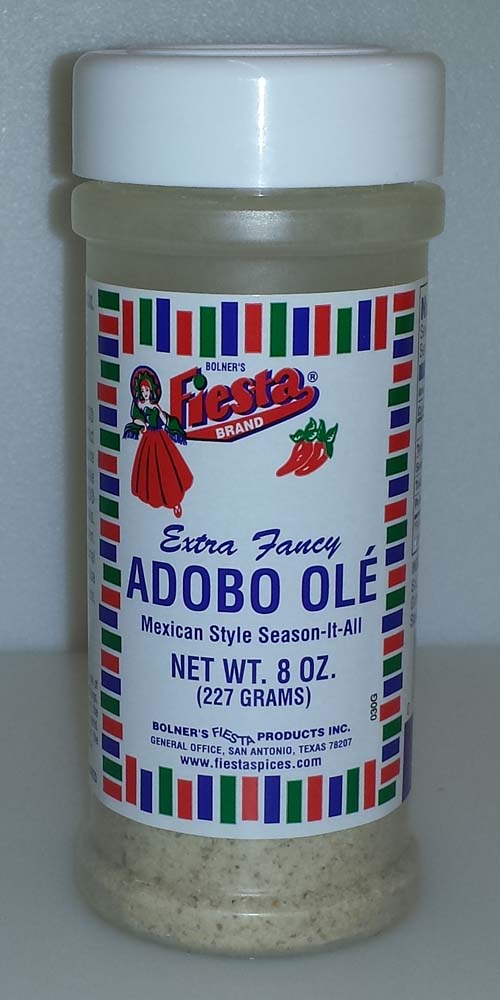 BOLNER'S
Fiesta®
BRAND
Extra Fancy
ADOBO OLÉ
Mexican Style Season-It-All
NET WT. 8 OZ.
(227 GRAMS)
030G
BOLNER'S FIESTA PRODUCTS INC.
GENERAL OFFICE, SAN ANTONIO, TEXAS 78207
www.fiestaspices.com